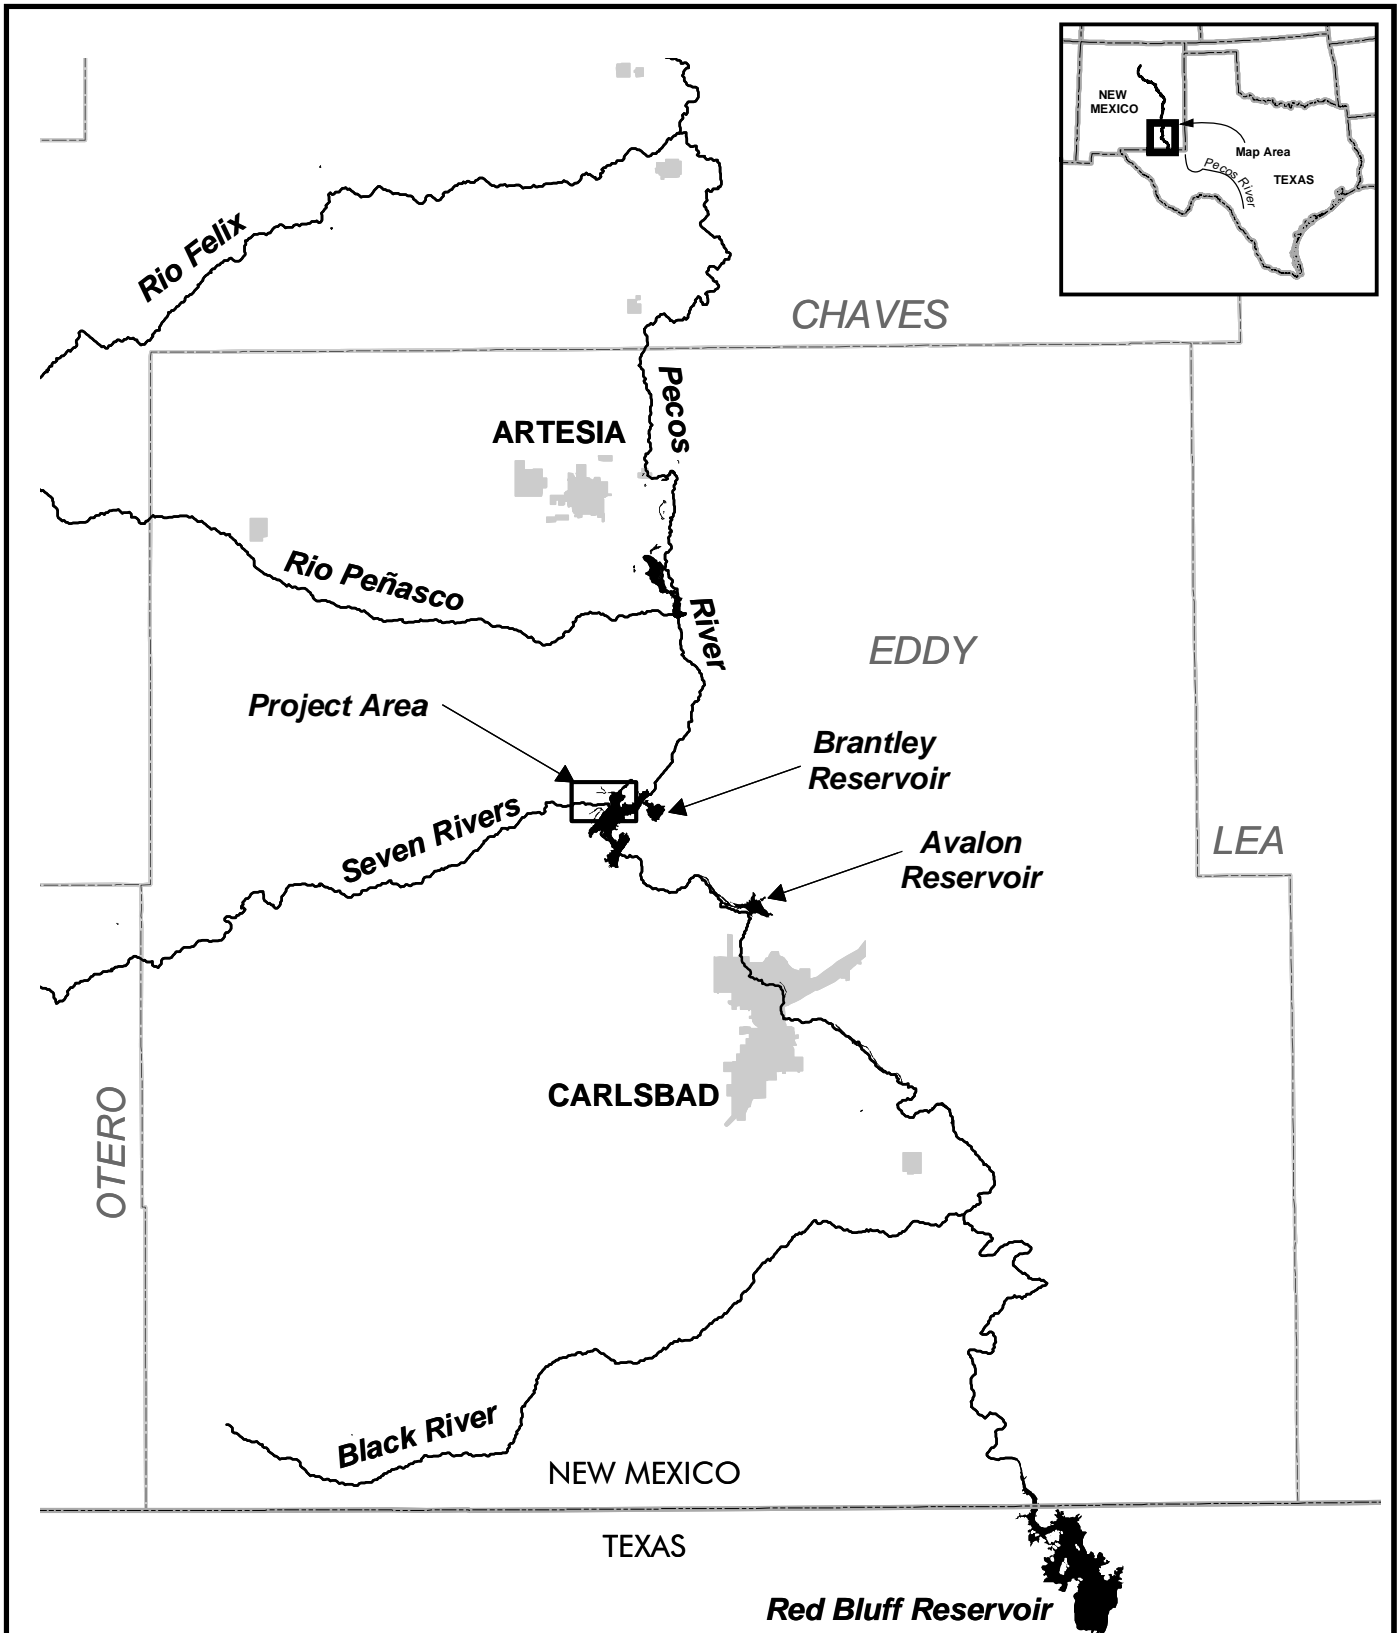 NEW
MEXICO
Map Area
Pecos River
TEXAS
Rio Felix
CHAVES
Pecos
ARTESIA
Rio Peñasco
River
EDDY
Project Area
Brantley
Reservoir
Seven Rivers
Avalon
Reservoir
LEA
CARLSBAD
OTERO
Black River
NEW MEXICO
TEXAS
Red Bluff Reservoir